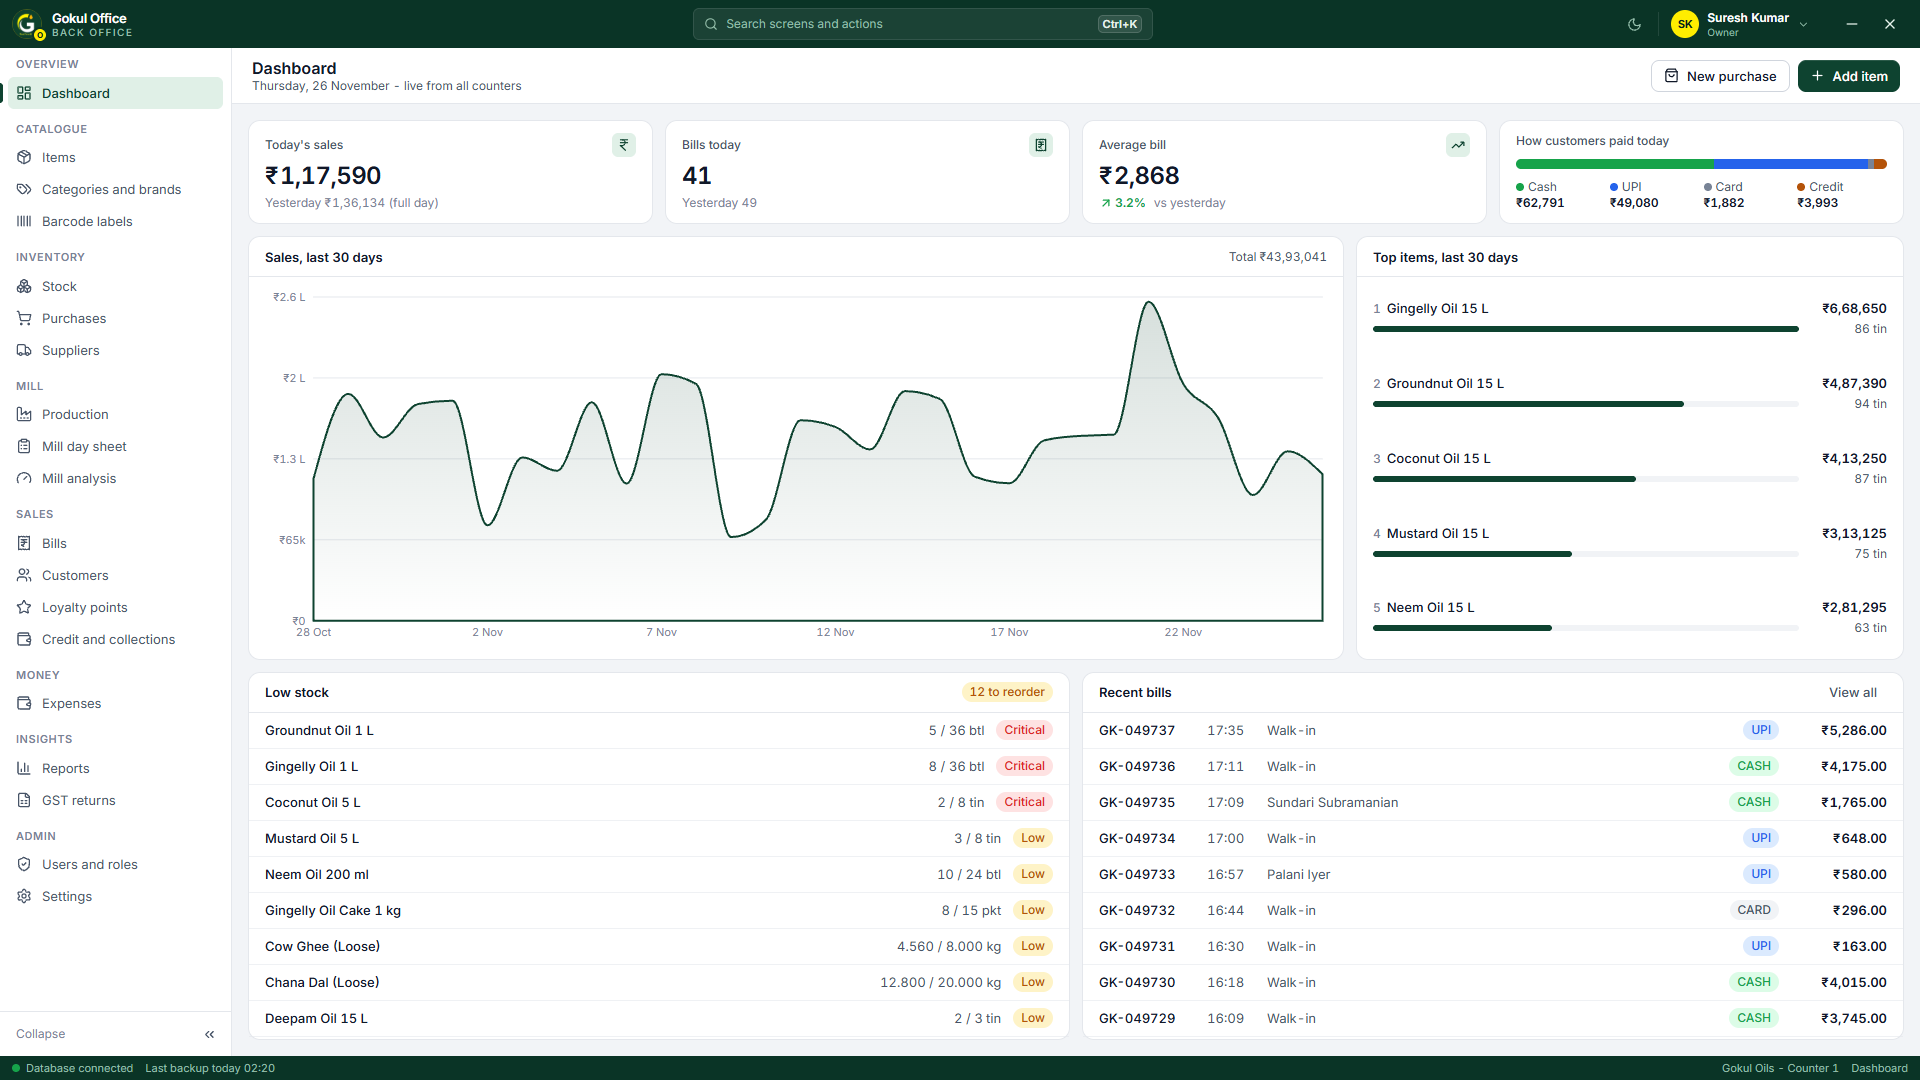 Gokul Office
BACK OFFICE
Search screens and actions
Ctrl+K
SK
Suresh Kumar
Owner
OVERVIEW
Dashboard
CATALOGUE
Items
Categories and brands
Barcode labels
INVENTORY
Stock
Purchases
Suppliers
MILL
Production
Mill day sheet
Mill analysis
SALES
Bills
Customers
Loyalty points
Credit and collections
MONEY
Expenses
INSIGHTS
Reports
GST returns
ADMIN
Users and roles
Settings
Collapse
Dashboard
Thursday, 26 November - live from all counters
New purchase
Add item
Today's sales
₹1,17,590
Yesterday ₹1,36,134 (full day)
Bills today
41
Yesterday 49
Average bill
₹2,868
3.2% vs yesterday
How customers paid today
Cash UPI Card Credit
₹62,791 ₹49,080 ₹1,882 ₹3,993
Sales, last 30 days
Total ₹43,93,041
₹2.6 L
₹2 L
₹1.3 L
₹65k
₹0
28 Oct 2 Nov 7 Nov 12 Nov 17 Nov 22 Nov
Top items, last 30 days
1 Gingelly Oil 15 L ₹6,68,650
86 tin
2 Groundnut Oil 15 L ₹4,87,390
94 tin
3 Coconut Oil 15 L ₹4,13,250
87 tin
4 Mustard Oil 15 L ₹3,13,125
75 tin
5 Neem Oil 15 L ₹2,81,295
63 tin
Low stock
12 to reorder
Groundnut Oil 1 L 5 / 36 btl Critical
Gingelly Oil 1 L 8 / 36 btl Critical
Coconut Oil 5 L 2 / 8 tin Critical
Mustard Oil 5 L 3 / 8 tin Low
Neem Oil 200 ml 10 / 24 btl Low
Gingelly Oil Cake 1 kg 8 / 15 pkt Low
Cow Ghee (Loose) 4.560 / 8.000 kg Low
Chana Dal (Loose) 12.800 / 20.000 kg Low
Deepam Oil 15 L 2 / 3 tin Low
Recent bills
View all
GK-049737 17:35 Walk-in UPI ₹5,286.00
GK-049736 17:11 Walk-in CASH ₹4,175.00
GK-049735 17:09 Sundari Subramanian CASH ₹1,765.00
GK-049734 17:00 Walk-in UPI ₹648.00
GK-049733 16:57 Palani Iyer UPI ₹580.00
GK-049732 16:44 Walk-in CARD ₹296.00
GK-049731 16:30 Walk-in UPI ₹163.00
GK-049730 16:18 Walk-in CASH ₹4,015.00
GK-049729 16:09 Walk-in CASH ₹3,745.00
Database connected
Last backup today 02:20
Gokul Oils - Counter 1
Dashboard